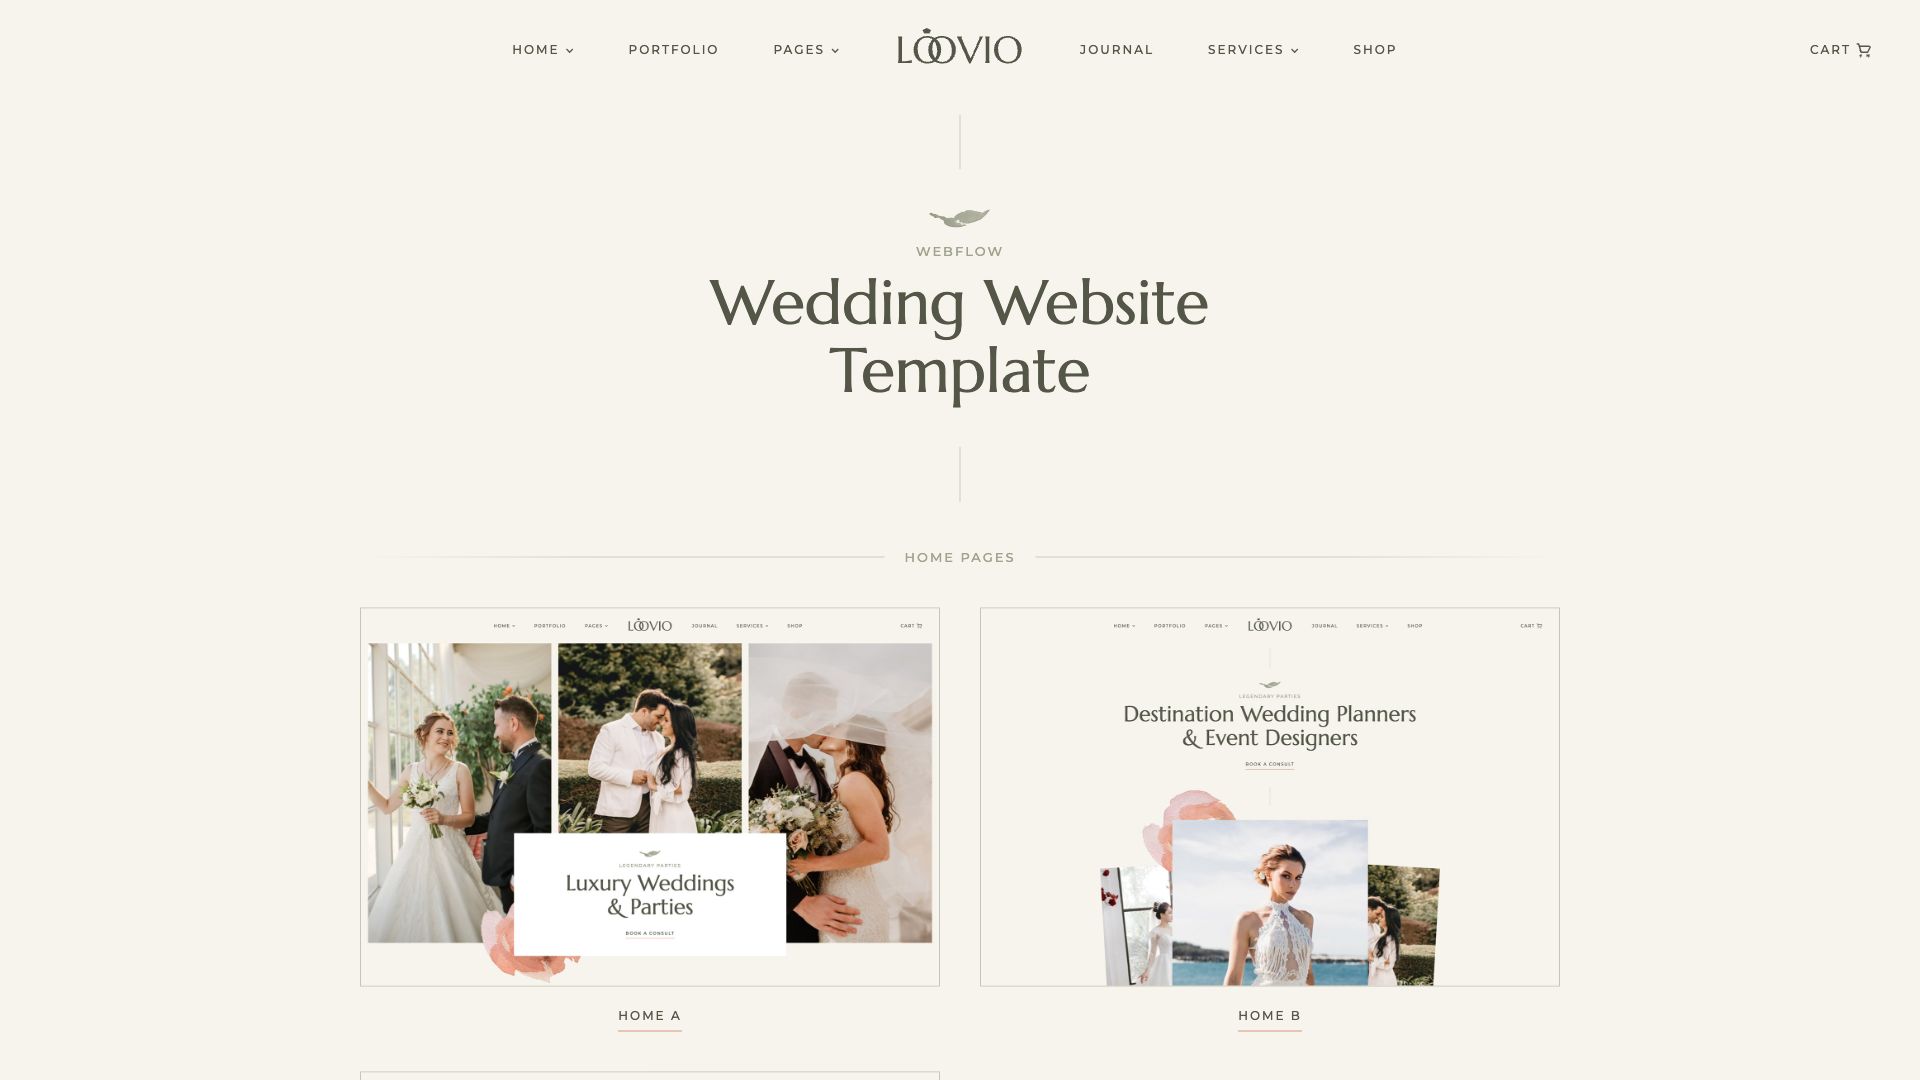 HOME
PORTFOLIO
PAGES
LOOVIO
JOURNAL
SERVICES
SHOP
CART
WEBFLOW
Wedding Website
Template
HOME PAGES
HOME
PORTFOLIO
PAGES
LOOVIO
JOURNAL
SERVICES
SHOP
CART
LEGENDARY PARTIES
Luxury Weddings
& Parties
BOOK A CONSULT
HOME A
HOME
PORTFOLIO
PAGES
LOOVIO
JOURNAL
SERVICES
SHOP
CART
LEGENDARY PARTIES
Destination Wedding Planners
& Event Designers
BOOK A CONSULT
HOME B